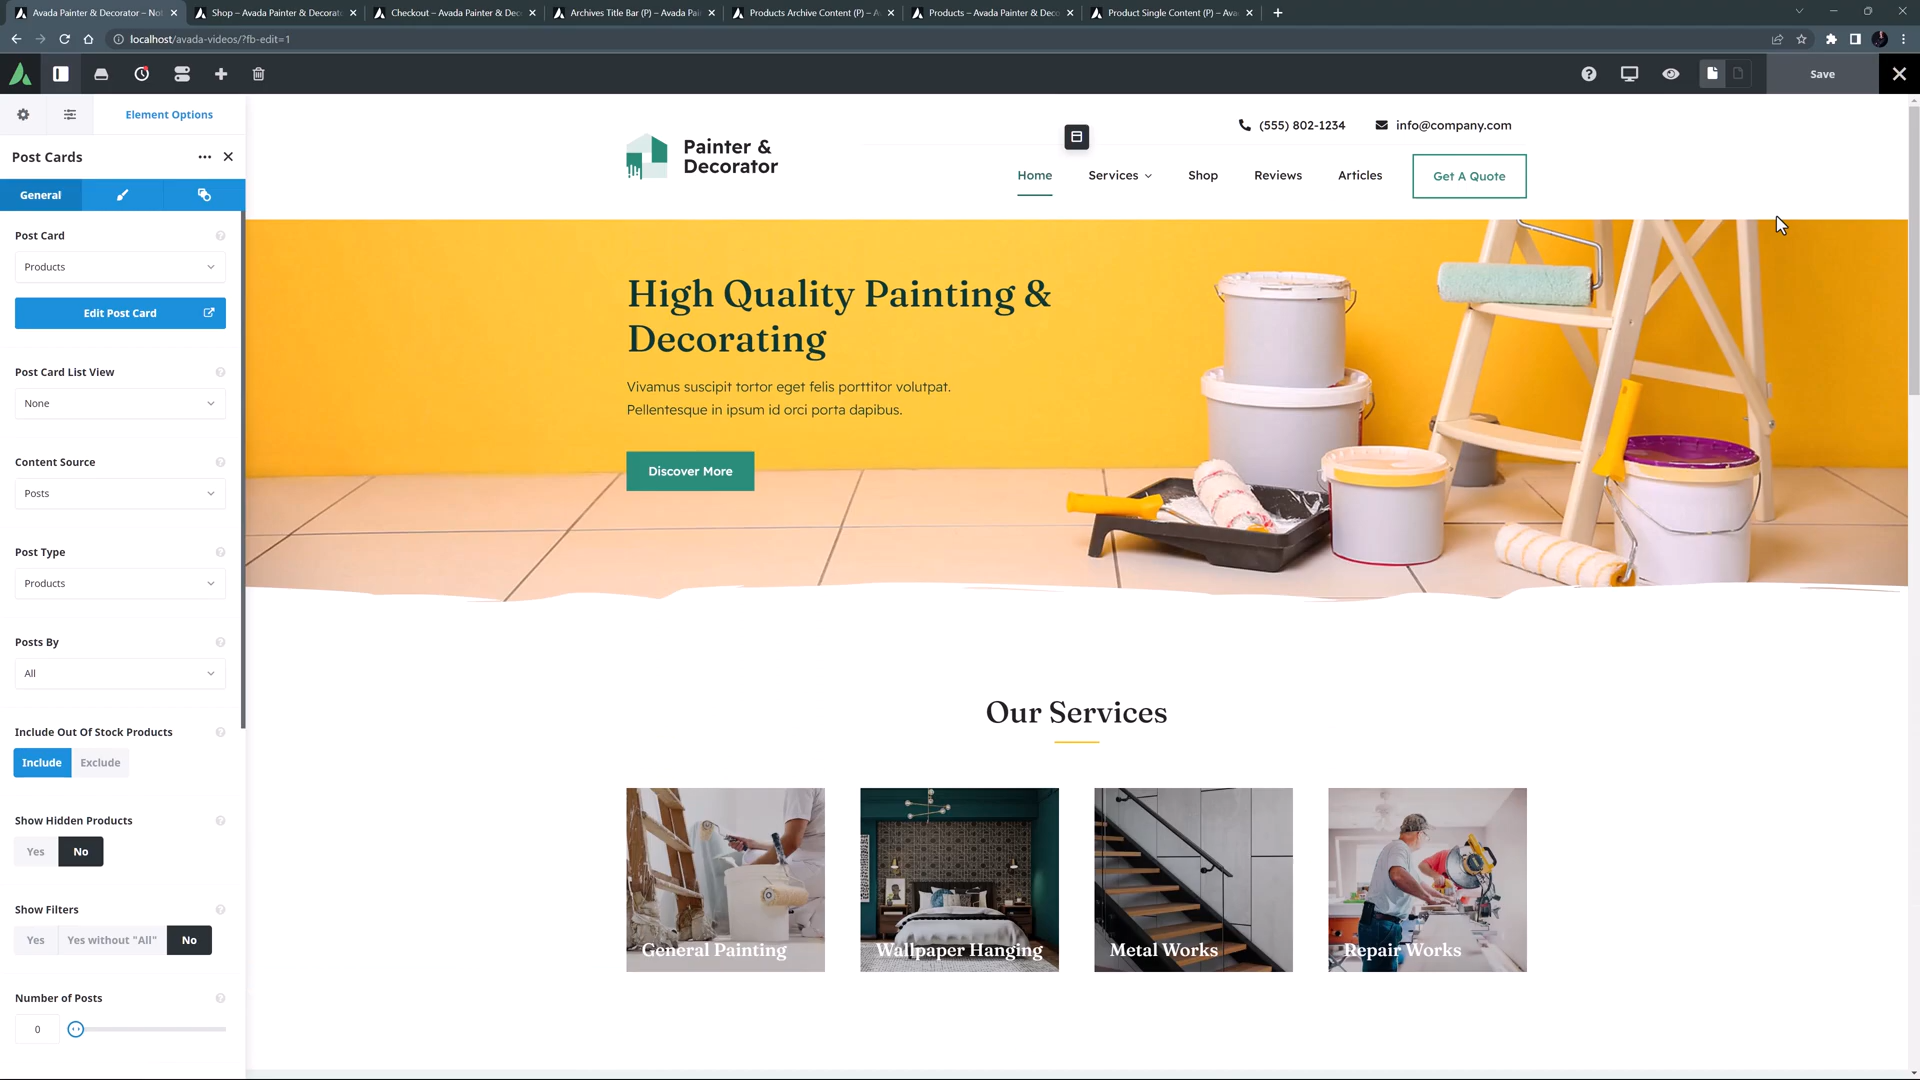 Avada Painter & Decorator – Not
Shop – Avada Painter & Decorat
Checkout – Avada Painter & Dec
Archives Title Bar (P) – Avada Pai
Products Archive Content (P) – A
Products – Avada Painter & Deco
Product Single Content (P) – Ava
localhost/avada-videos/?fb-edit=1
Save
Element Options
Post Cards
General
Post Card
Products
Edit Post Card
Post Card List View
None
Content Source
Posts
Post Type
Products
Posts By
All
Include Out Of Stock Products
Include Exclude
Show Hidden Products
Yes No
Show Filters
Yes Yes without "All" No
Number of Posts
0
(555) 802-1234 info@company.com
Painter &
Decorator
Home Services Shop Reviews Articles Get A Quote
High Quality Painting &
Decorating
Vivamus suscipit tortor eget felis porttitor volutpat.
Pellentesque in ipsum id orci porta dapibus.
Discover More
Our Services
General Painting Wallpaper Hanging Metal Works Repair Works